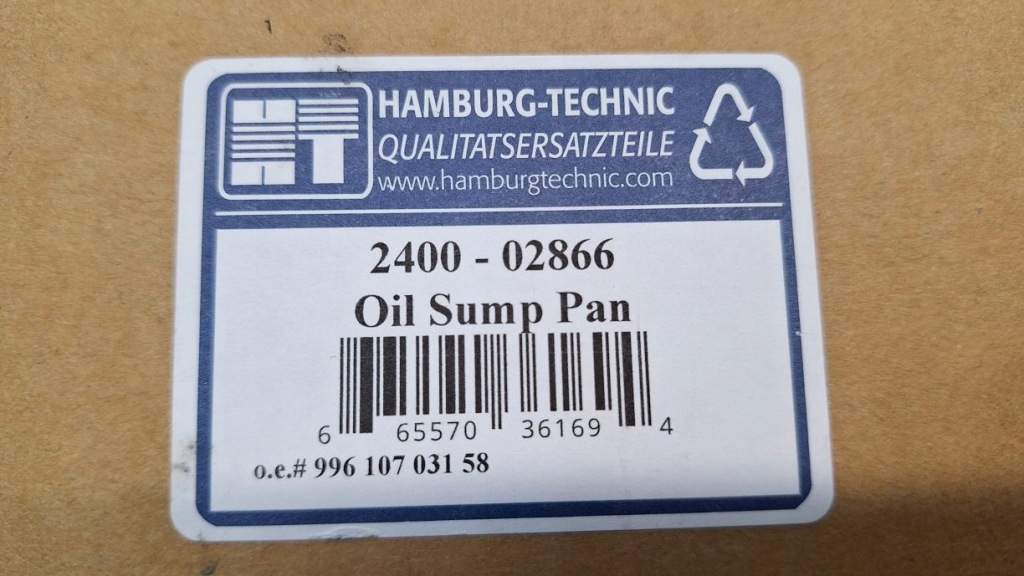 HT
HAMBURG-TECHNIC
QUALITATSERSATZTEILE
www.hamburgtechnic.com
2400 - 02866
Oil Sump Pan
6 65570 36169 4
o.e.# 996 107 031 58